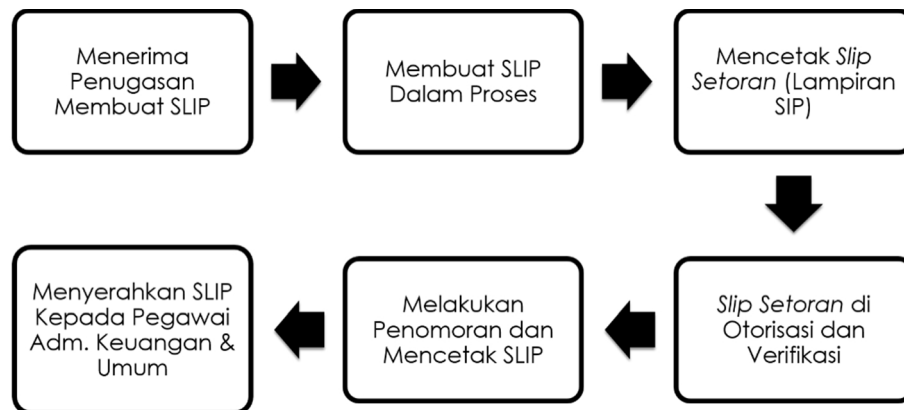 Menerima
Penugasan
Membuat SLIP
Membuat SLIP
Dalam Proses
Mencetak Slip
Setoran (Lampiran
SIP)
Slip Setoran di
Otorisasi dan
Verifikasi
Melakukan
Penomoran dan
Mencetak SLIP
Menyerahkan SLIP
Kepada Pegawai
Adm. Keuangan &
Umum